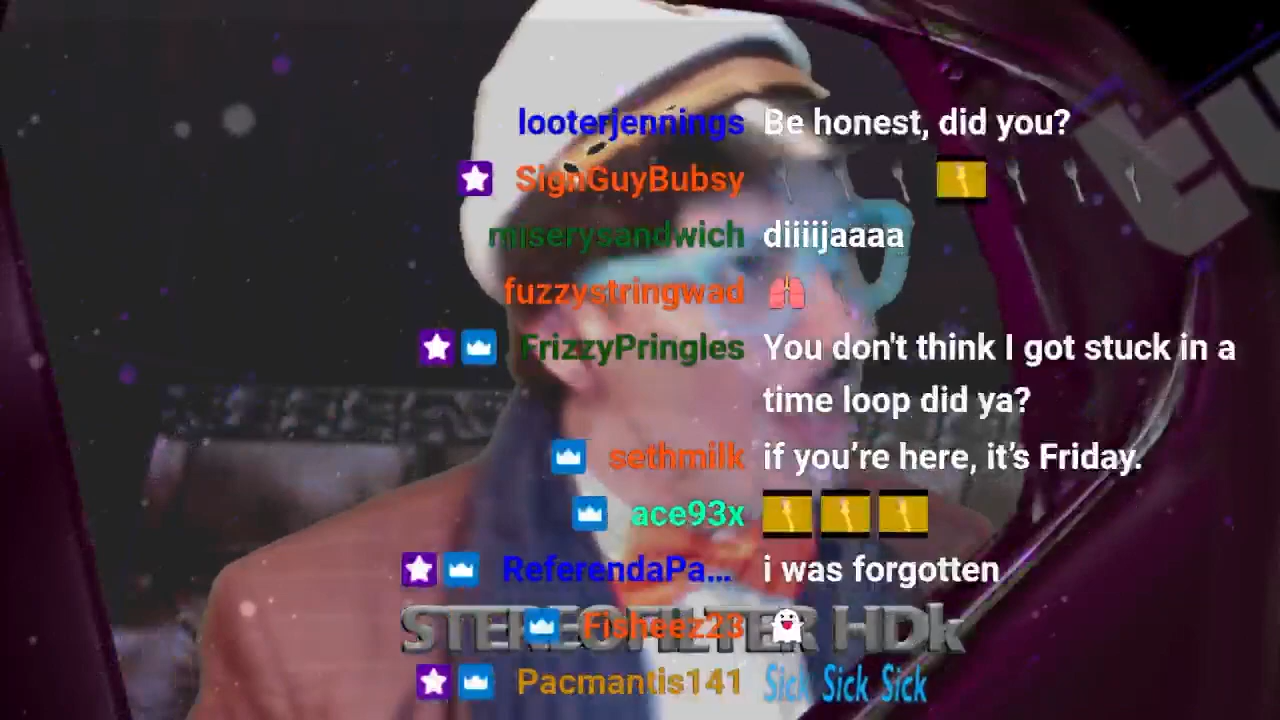 looterjennings Be honest, did you?
SignGuyBubsy
miserysandwich diiiijaaaa
fuzzystringwad 🫁
FrizzyPringles You don't think I got stuck in a
time loop did ya?
sethmilk if you're here, it's Friday.
ace93x
ReferendaPa... i was forgotten
Fisheez23 👻
STEREOFILTER HDk
Pacmantis141 Sick Sick Sick